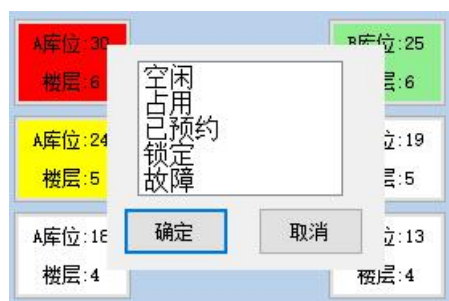 A库位:30
楼层:6
B库位:25
层:6
空闲
占用
已预约
锁定
故障
A库位:24
楼层:5
位:19
层:5
确定
取消
A库位:18
楼层:4
位:13
楼层:4